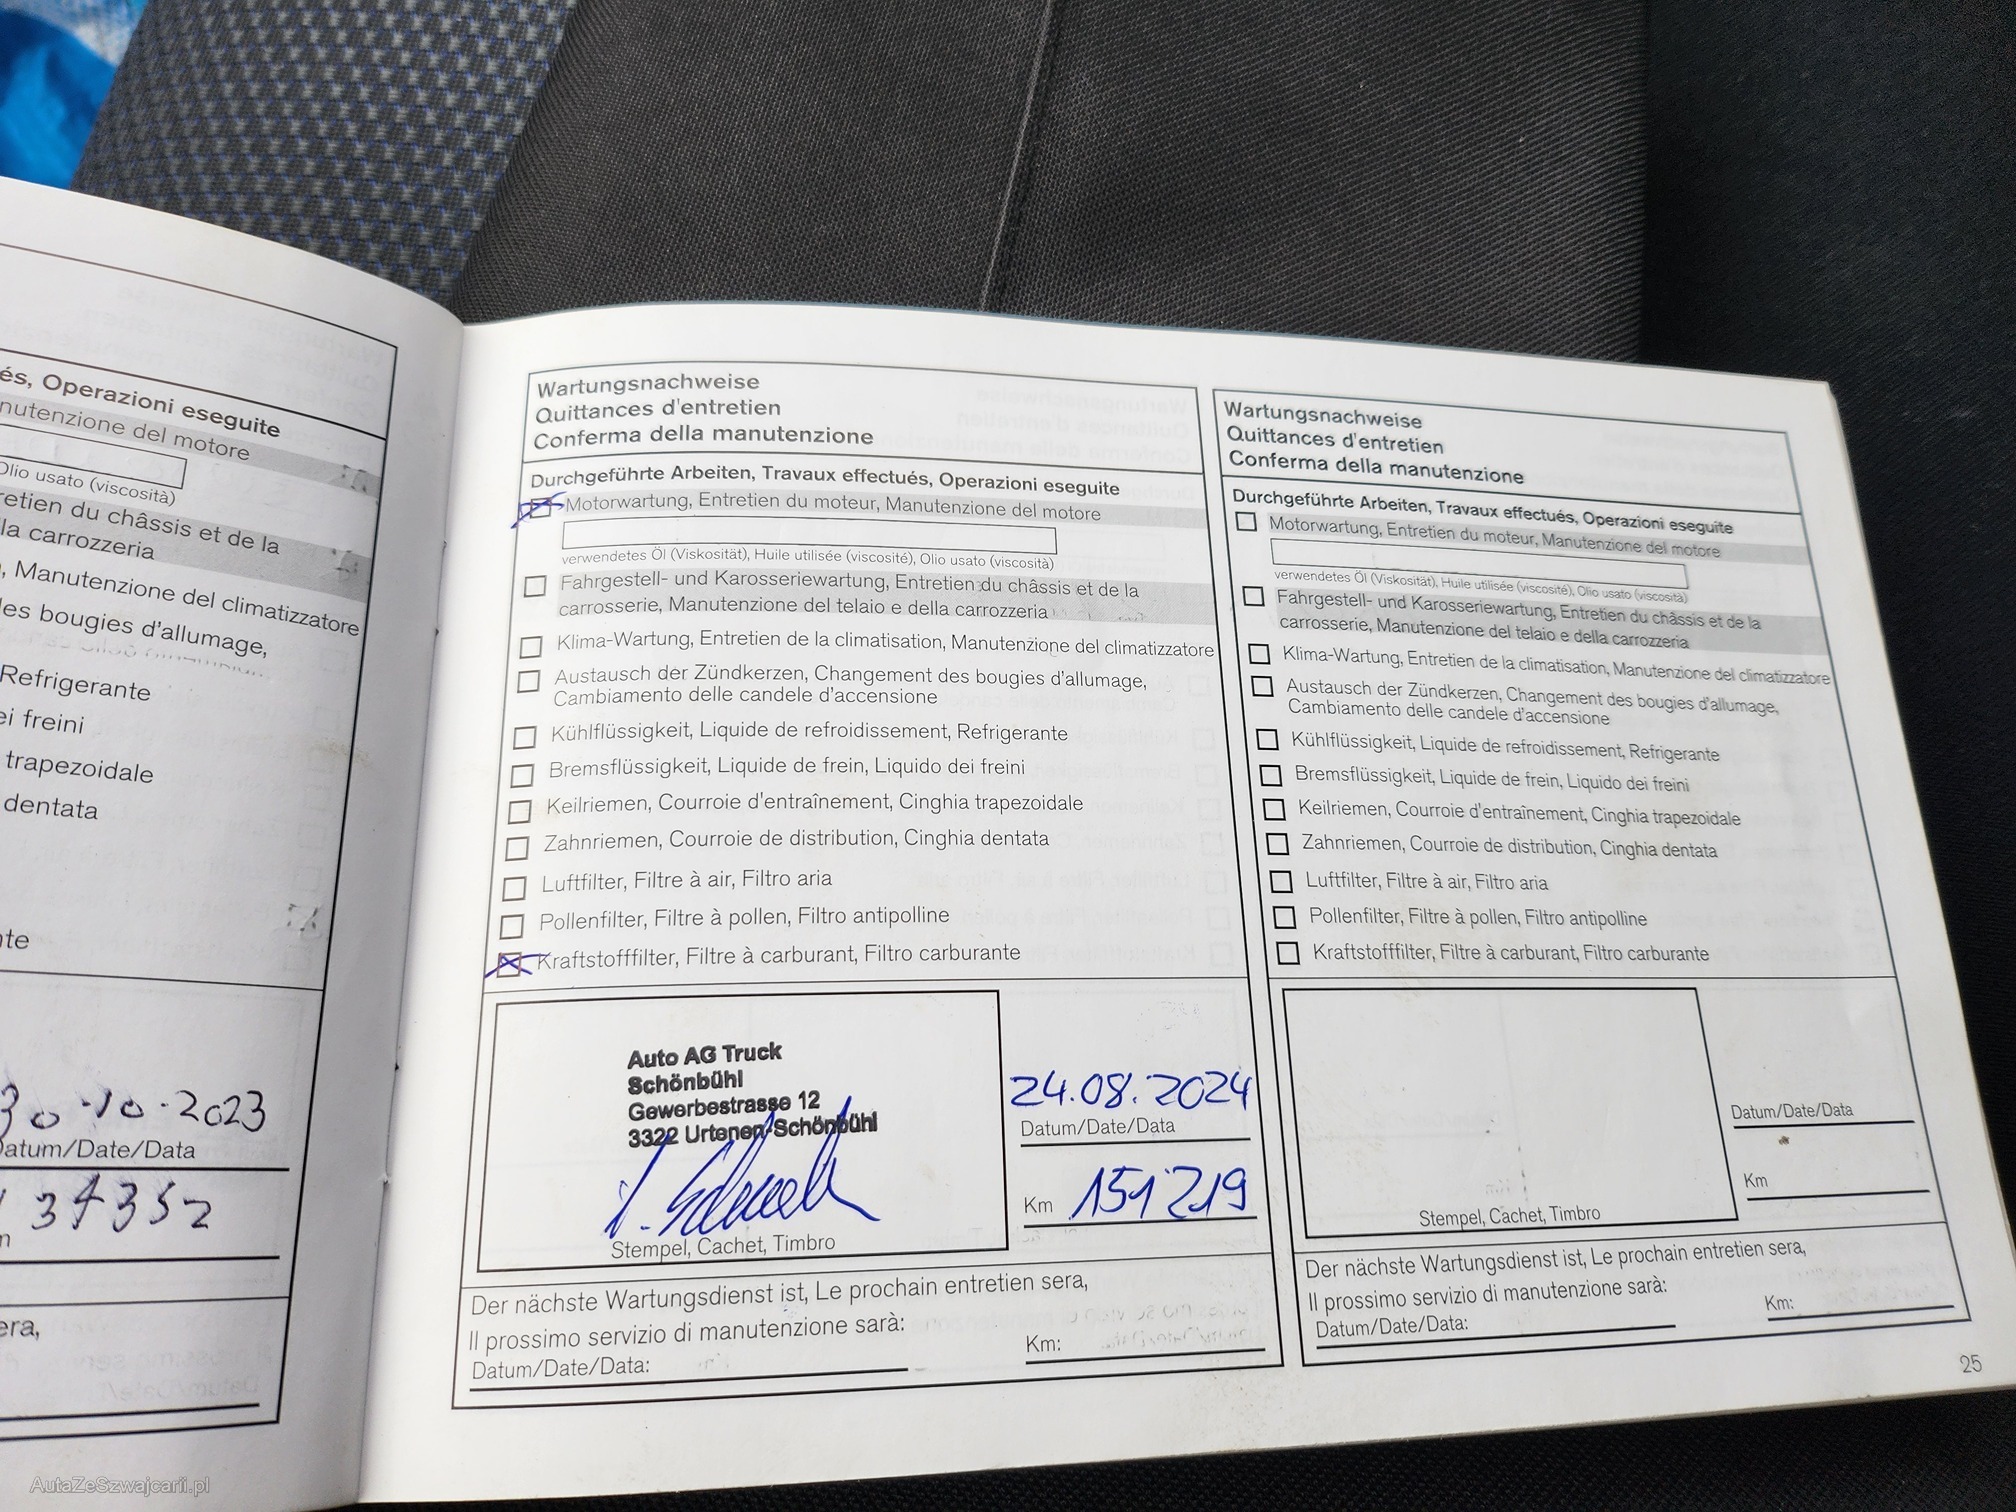 és, Operazioni eseguite
nutenzione del motore
Olio usato (viscosità)
retien du châssis et de la
la carrozzeria
, Manutenzione del climatizzatore
es bougies d'allumage,
Refrigerante
ei freini
trapezoidale
dentata
te
30.10.2023
Datum/Date/Data
era,
Wartungsnachweise
Quittances d'entretien
Conferma della manutenzione
Durchgeführte Arbeiten, Travaux effectués, Operazioni eseguite
Motorwartung, Entretien du moteur, Manutenzione del motore
verwendetes Öl (Viskosität), Huile utilisée (viscosité), Olio usato (viscosità)
Fahrgestell- und Karosseriewartung, Entretien du châssis et de la
carrosserie, Manutenzione del telaio e della carrozzeria
Klima-Wartung, Entretien de la climatisation, Manutenzione del climatizzatore
Austausch der Zündkerzen, Changement des bougies d'allumage,
Cambiamento delle candele d'accensione
Kühlflüssigkeit, Liquide de refroidissement, Refrigerante
Bremsflüssigkeit, Liquide de frein, Liquido dei freini
Keilriemen, Courroie d'entraînement, Cinghia trapezoidale
Zahnriemen, Courroie de distribution, Cinghia dentata
Luftfilter, Filtre à air, Filtro aria
Pollenfilter, Filtre à pollen, Filtro antipolline
Kraftstofffilter, Filtre à carburant, Filtro carburante
Auto AG Truck
Schönbühl
Gewerbestrasse 12
3322 Urtenen-Schönbühl
Stempel, Cachet, Timbro
24.08.2024
Datum/Date/Data
Km 151219
Der nächste Wartungsdienst ist, Le prochain entretien sera,
Il prossimo servizio di manutenzione sarà:
Datum/Date/Data:
Km:
Wartungsnachweise
Quittances d'entretien
Conferma della manutenzione
Durchgeführte Arbeiten, Travaux effectués, Operazioni eseguite
Motorwartung, Entretien du moteur, Manutenzione del motore
verwendetes Öl (Viskosität), Huile utilisée (viscosité), Olio usato (viscosità)
Fahrgestell- und Karosseriewartung, Entretien du châssis et de la
carrosserie, Manutenzione del telaio e della carrozzeria
Klima-Wartung, Entretien de la climatisation, Manutenzione del climatizzatore
Austausch der Zündkerzen, Changement des bougies d'allumage,
Cambiamento delle candele d'accensione
Kühlflüssigkeit, Liquide de refroidissement, Refrigerante
Bremsflüssigkeit, Liquide de frein, Liquido dei freini
Keilriemen, Courroie d'entraînement, Cinghia trapezoidale
Zahnriemen, Courroie de distribution, Cinghia dentata
Luftfilter, Filtre à air, Filtro aria
Pollenfilter, Filtre à pollen, Filtro antipolline
Kraftstofffilter, Filtre à carburant, Filtro carburante
Stempel, Cachet, Timbro
Datum/Date/Data
Km
Der nächste Wartungsdienst ist, Le prochain entretien sera,
Il prossimo servizio di manutenzione sarà:
Datum/Date/Data:
Km:
25
AutaZeSzwajcarii.pl